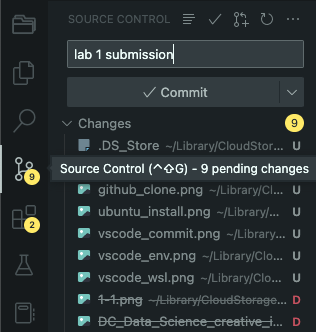 SOURCE CONTROL
lab 1 submission
Commit
Changes 9
.DS_Store ~/Library/CloudStor... U
Source Control (⌃⇧G) - 9 pending changes
9
github_clone.png ~/Library/Cl... U
ubuntu_install.png ~/Library/... U
2
vscode_commit.png ~/Library... U
vscode_env.png ~/Library/Clo... U
vscode_wsl.png ~/Library/Clo... U
1-1.png ~/Library/CloudStorage... D
DC_Data_Science_creative_i... D